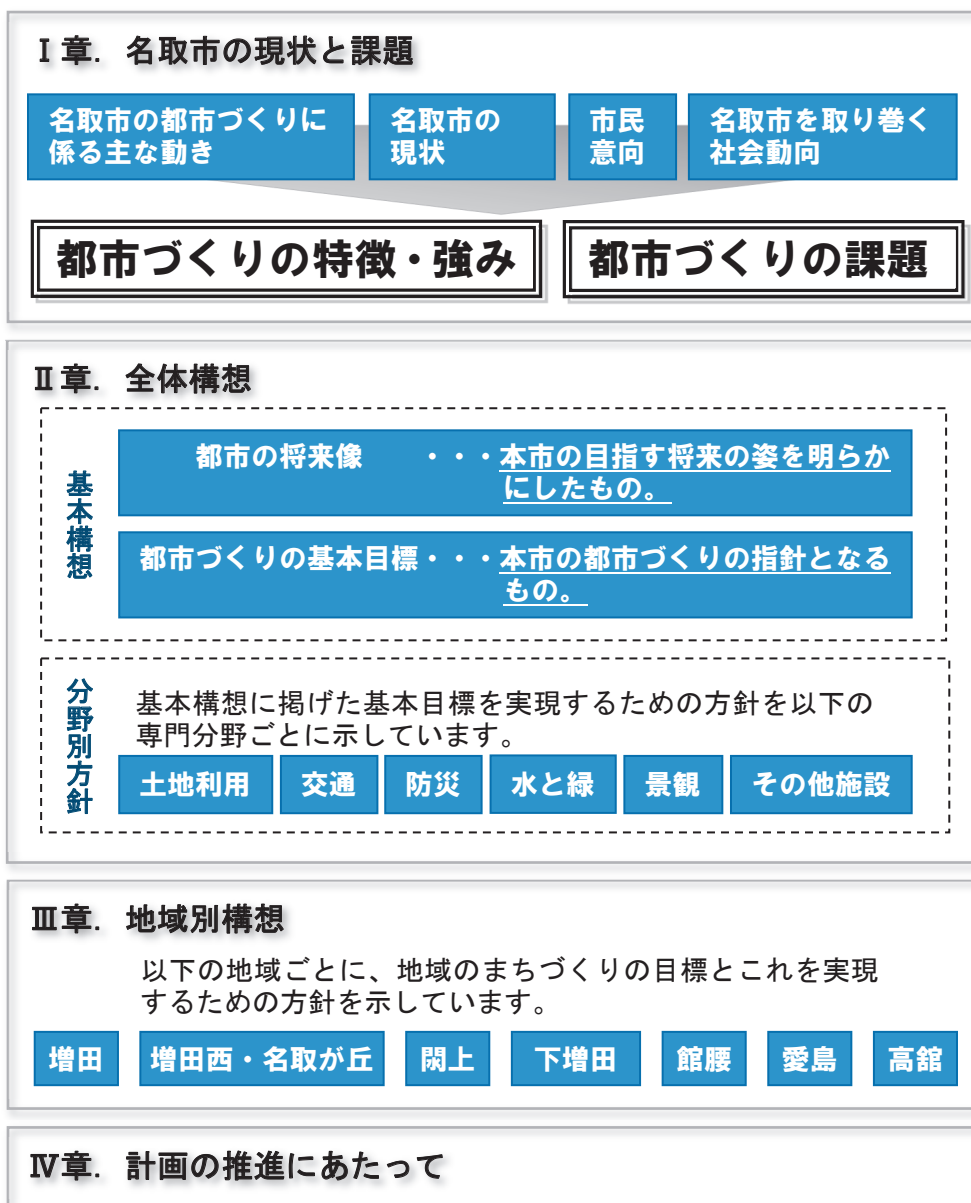 Ⅰ章．名取市の現状と課題
名取市の都市づくりに
係る主な動き
名取市の
現状
市民
意向
名取市を取り巻く
社会動向
都市づくりの特徴・強み
都市づくりの課題
Ⅱ章．全体構想
基本構想
都市の将来像　・・・本市の目指す将来の姿を明らか
にしたもの。
都市づくりの基本目標・・・本市の都市づくりの指針となる
もの。
分野別方針
基本構想に掲げた基本目標を実現するための方針を以下の
専門分野ごとに示しています。
土地利用
交通
防災
水と緑
景観
その他施設
Ⅲ章．地域別構想
以下の地域ごとに、地域のまちづくりの目標とこれを実現
するための方針を示しています。
増田
増田西・名取が丘
閖上
下増田
館腰
愛島
高舘
Ⅳ章．計画の推進にあたって